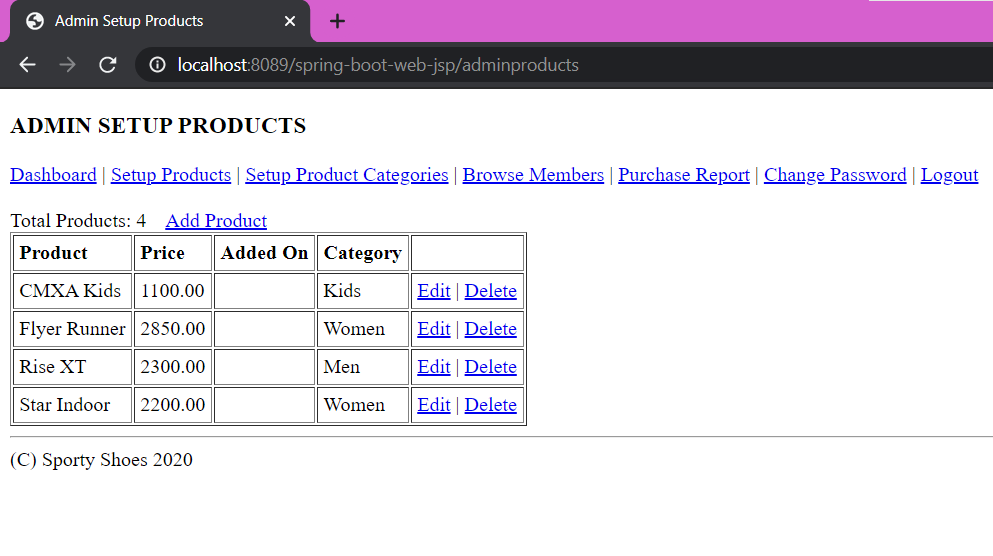 Admin Setup Products
localhost:8089/spring-boot-web-jsp/adminproducts
ADMIN SETUP PRODUCTS
Dashboard | Setup Products | Setup Product Categories | Browse Members | Purchase Report | Change Password | Logout
Total Products: 4 Add Product
Product Price Added On Category
CMXA Kids 1100.00 Kids Edit | Delete
Flyer Runner 2850.00 Women Edit | Delete
Rise XT 2300.00 Men Edit | Delete
Star Indoor 2200.00 Women Edit | Delete
(C) Sporty Shoes 2020